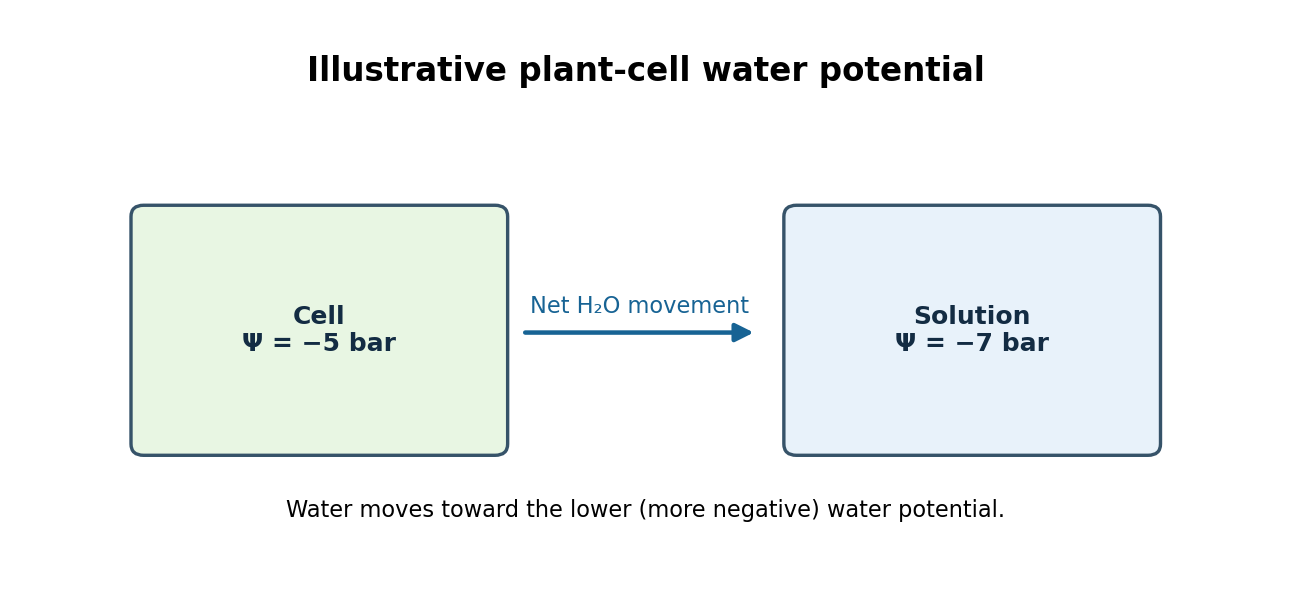 Illustrative plant-cell water potential
Cell
Ψ = −5 bar
Net H₂O movement
Solution
Ψ = −7 bar
Water moves toward the lower (more negative) water potential.